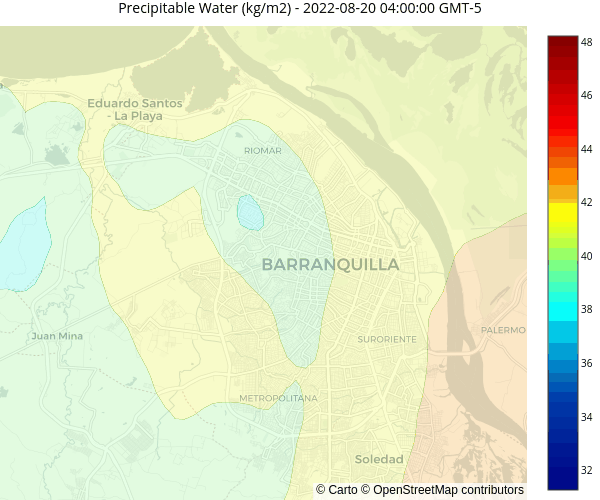 Precipitable Water (kg/m2) - 2022-08-20 04:00:00 GMT-5
Eduardo Santos
- La Playa
RIOMAR
BARRANQUILLA
Juan Mina
SURORIENTE
PALERMO
METROPOLITANA
Soledad
© Carto © OpenStreetMap contributors
48
46
44
42
40
38
36
34
32